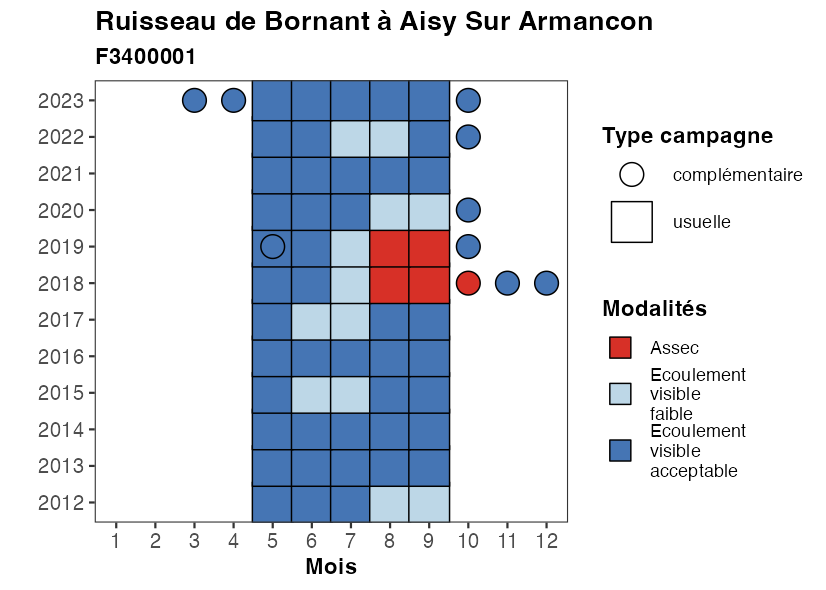 Ruisseau de Bornant à Aisy Sur Armancon
F3400001
2023
2022
2021
2020
2019
2018
2017
2016
2015
2014
2013
2012
1 2 3 4 5 6 7 8 9 10 11 12
Mois
Type campagne
complémentaire
usuelle
Modalités
Assec
Ecoulement
visible
faible
Ecoulement
visible
acceptable